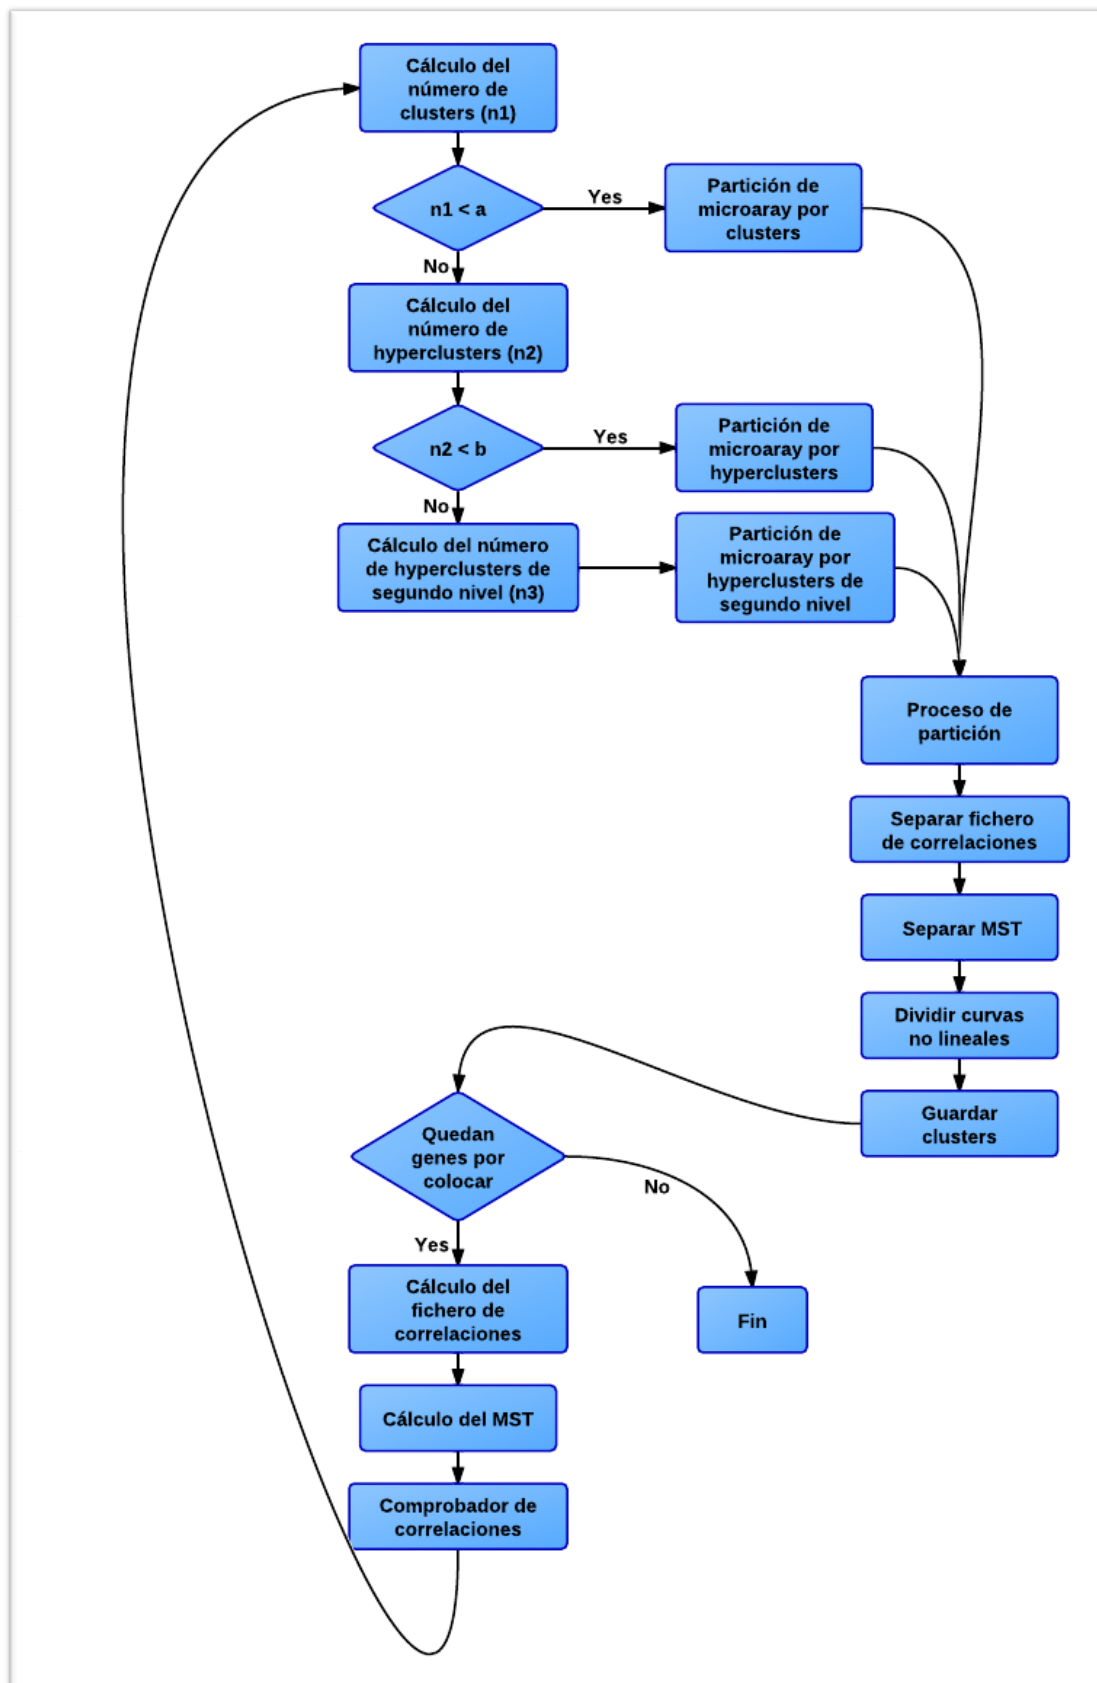 Cálculo del
número de
clusters (n1)
n1 < a
Yes
Partición de
microaray por
clusters
No
Cálculo del
número de
hyperclusters (n2)
n2 < b
Yes
Partición de
microaray por
hyperclusters
No
Cálculo del número
de hyperclusters de
segundo nivel (n3)
Partición de
microaray por
hyperclusters de
segundo nivel
Proceso de
partición
Separar fichero
de correlaciones
Separar MST
Dividir curvas
no lineales
Guardar
clusters
Quedan
genes por
colocar
No
Yes
Cálculo del
fichero de
correlaciones
Fin
Cálculo del MST
Comprobador de
correlaciones